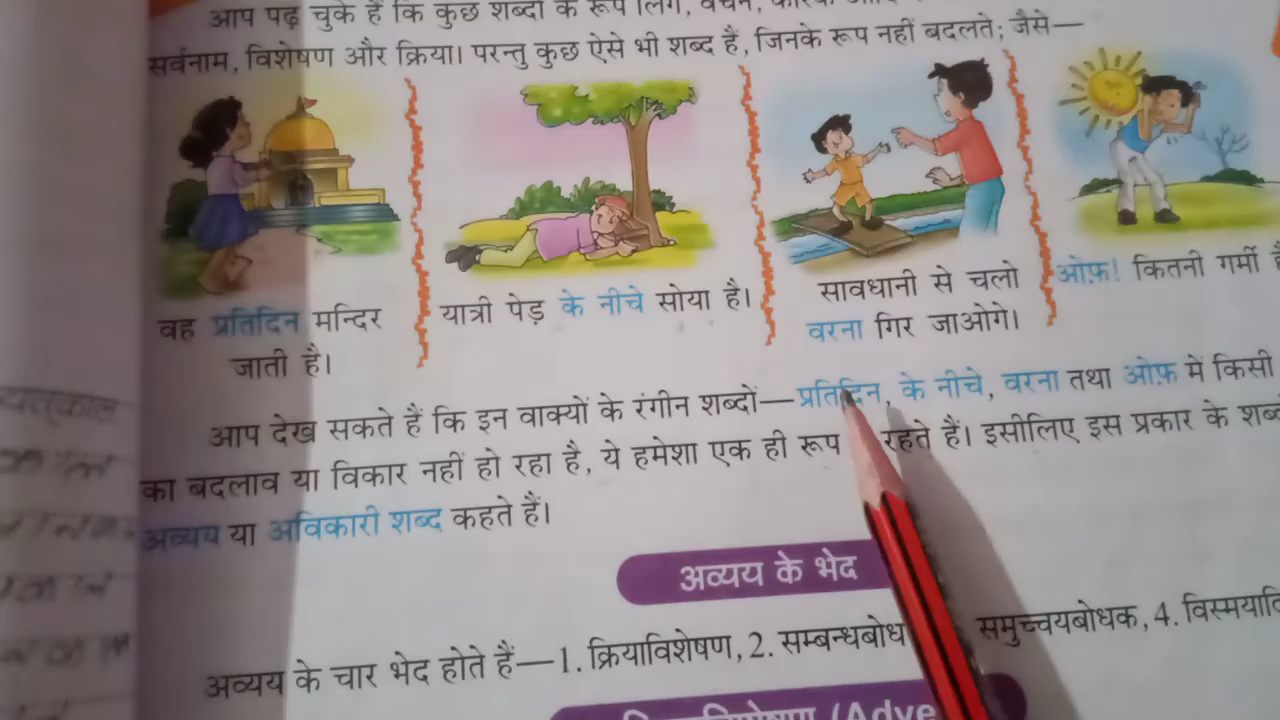 आप पढ़ चुके हैं कि कुछ शब्दों के रूप लिंग, वचन, कारक आदि
सर्वनाम, विशेषण और क्रिया। परन्तु कुछ ऐसे भी शब्द हैं, जिनके रूप नहीं बदलते; जैसे—
वह प्रतिदिन मन्दिर
जाती है।
यात्री पेड़ के नीचे सोया है।
सावधानी से चलो
वरना गिर जाओगे।
ओफ़! कितनी गर्मी
आप देख सकते हैं कि इन वाक्यों के रंगीन शब्दों—प्रतिदिन, के नीचे, वरना तथा ओफ़ में किसी
का बदलाव या विकार नहीं हो रहा है, ये हमेशा एक ही रूप रहते हैं। इसीलिए इस प्रकार के शब्द
अव्यय या अविकारी शब्द कहते हैं।
अव्यय के भेद
अव्यय के चार भेद होते हैं—1. क्रियाविशेषण, 2. सम्बन्धबोध समुच्चयबोधक, 4. विस्मयादि
(Adve